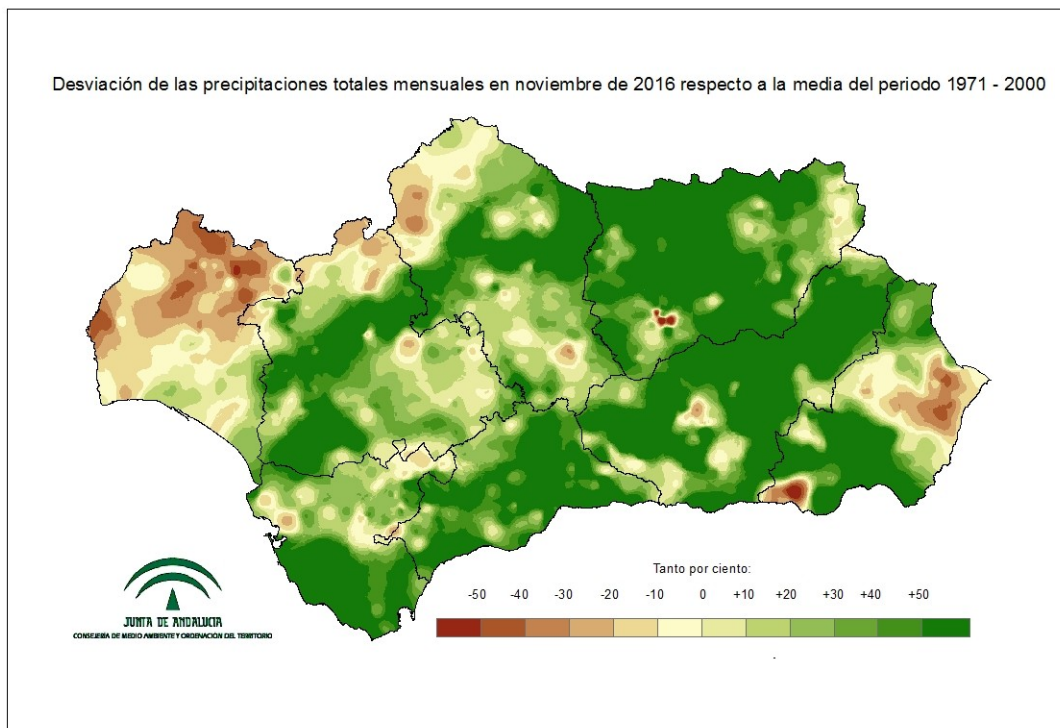 Desviación de las precipitaciones totales mensuales en noviembre de 2016 respecto a la media del periodo 1971 - 2000
Tanto por ciento:
-50 -40 -30 -20 -10 0 +10 +20 +30 +40 +50
JUNTA DE ANDALUCIA
CONSEJERÍA DE MEDIO AMBIENTE Y ORDENACIÓN DEL TERRITORIO